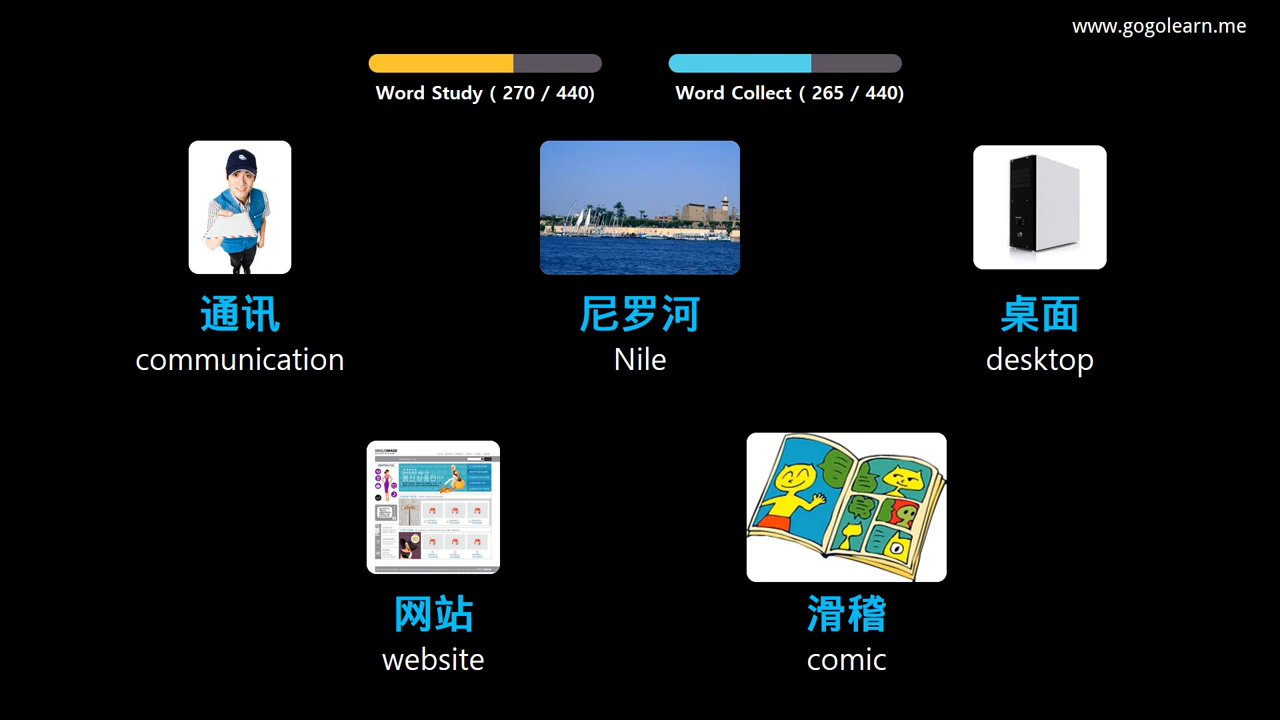 www.gogolearn.me
Word Study ( 270 / 440)
Word Collect ( 265 / 440)
通讯
communication
尼罗河
Nile
桌面
desktop
网站
website
滑稽
comic